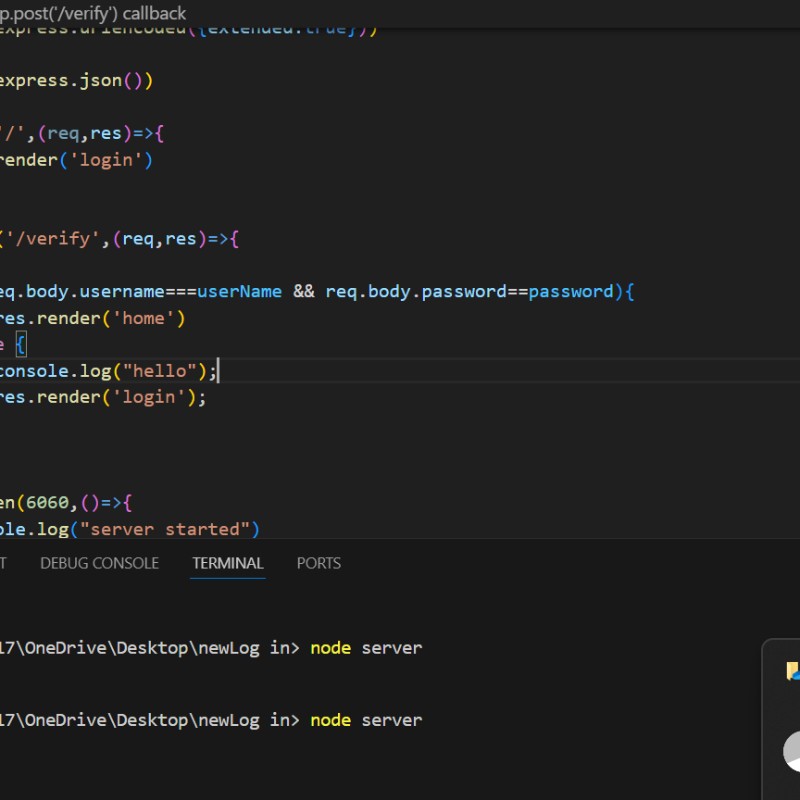 p.post('/verify') callback
express.urlencoded({extended:true}))
express.json())
'/',(req,res)=>{
render('login')
('/verify',(req,res)=>{
eq.body.username===userName && req.body.password==password){
res.render('home')
e {
console.log("hello");
res.render('login');
en(6060,()=>{
ole.log("server started")
T DEBUG CONSOLE TERMINAL PORTS
17\OneDrive\Desktop\newLog in> node server
17\OneDrive\Desktop\newLog in> node server